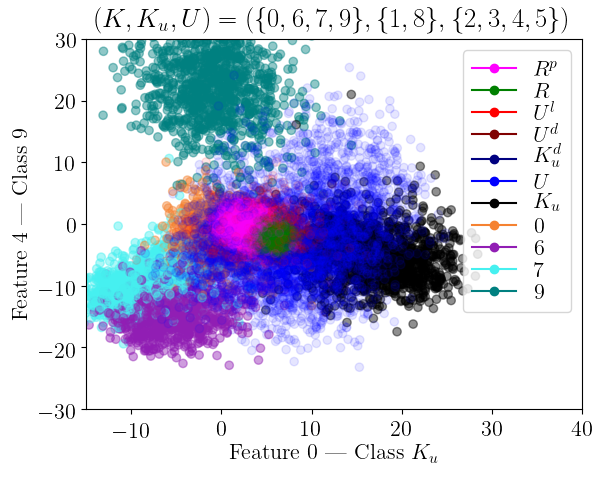 (K, K_u, U) = ({0, 6, 7, 9}, {1, 8}, {2, 3, 4, 5})
30
20
10
0
−10
−20
−30
Feature 4 — Class 9
R^p
R
U^l
U^d
K_u^d
U
K_u
0
6
7
9
−10
0
10
20
30
40
Feature 0 — Class K_u